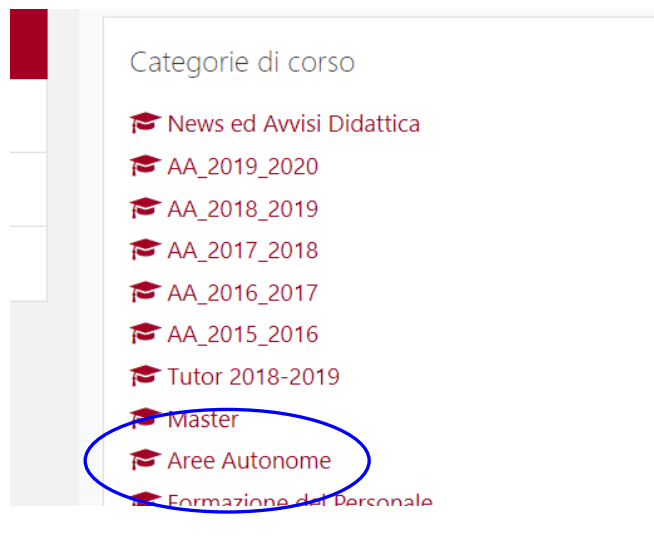 Categorie di corso
News ed Avvisi Didattica
AA_2019_2020
AA_2018_2019
AA_2017_2018
AA_2016_2017
AA_2015_2016
Tutor 2018-2019
Master
Aree Autonome
Formazione del Personale